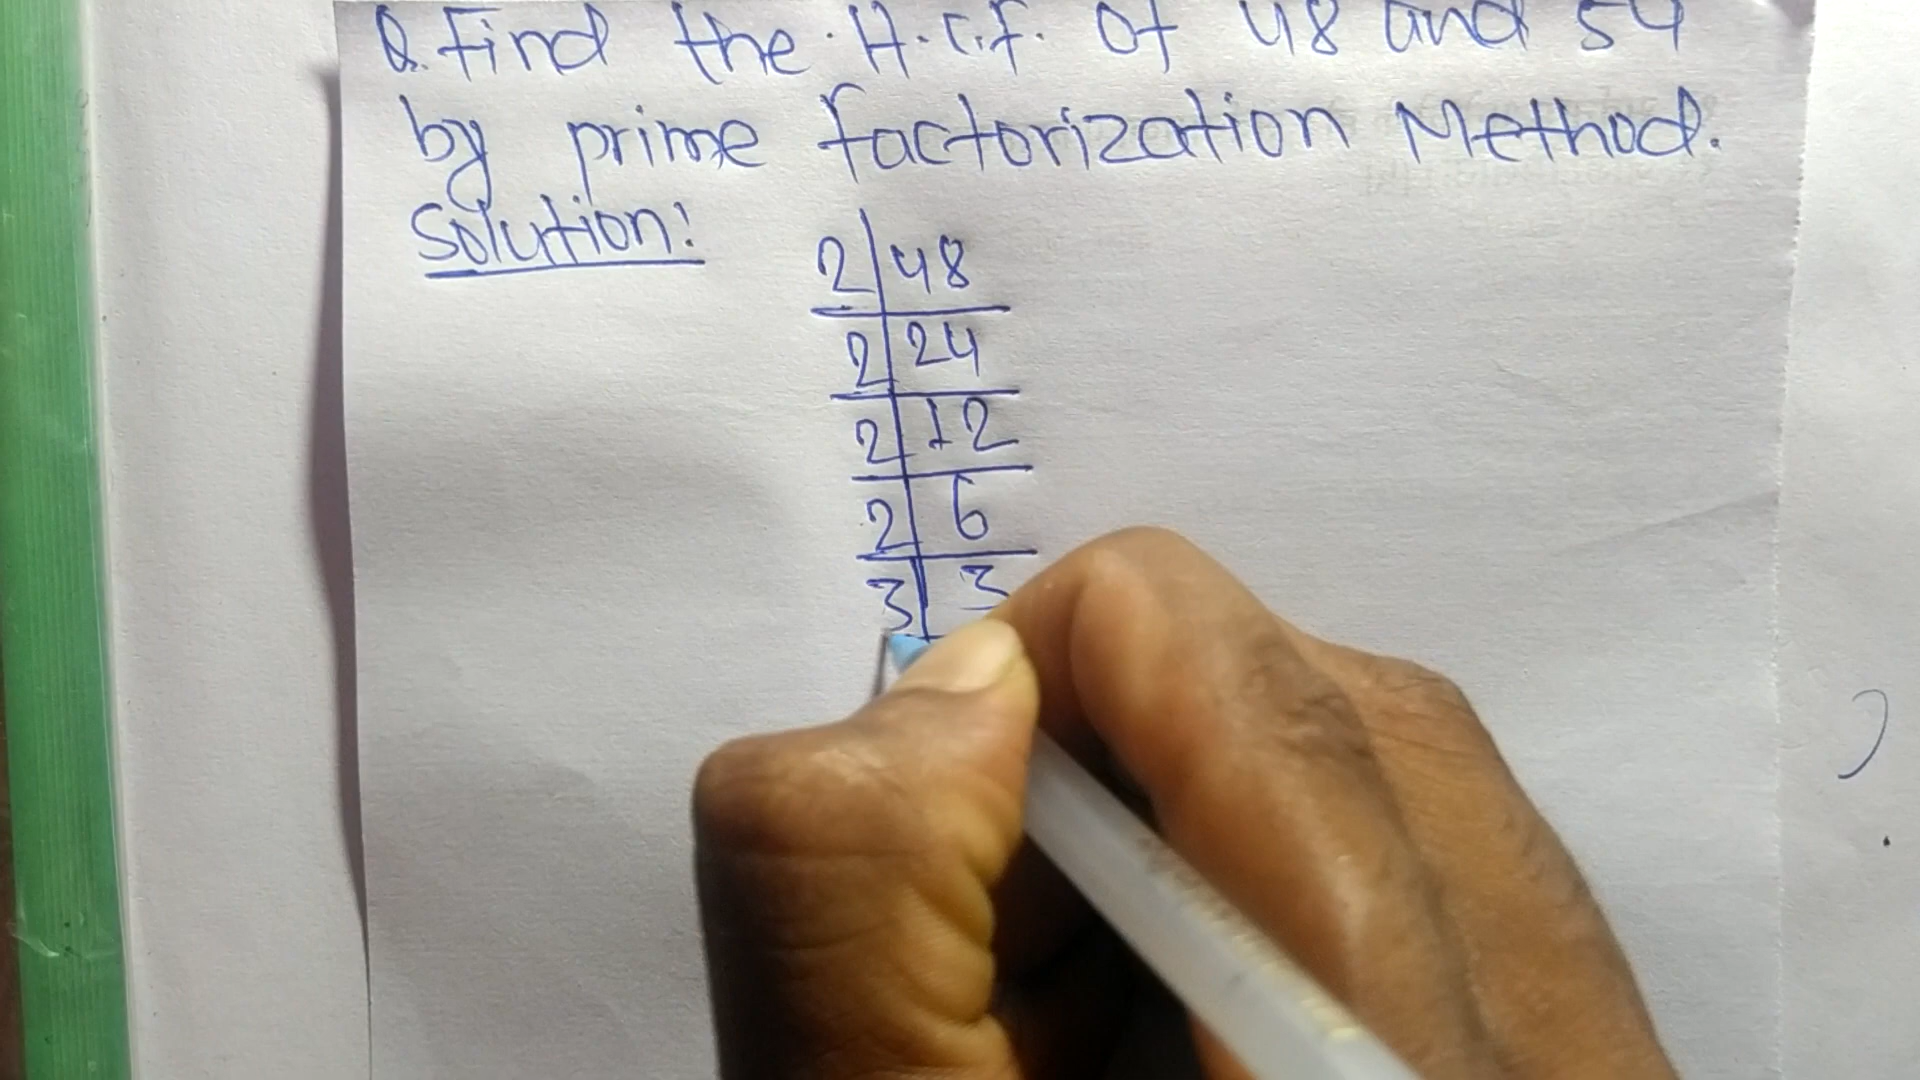 Q. Find the H.C.F. of 48 and 54
by prime factorization Method.
Solution:
2 | 48
2 | 24
2 | 12
2 | 6
3 | 3